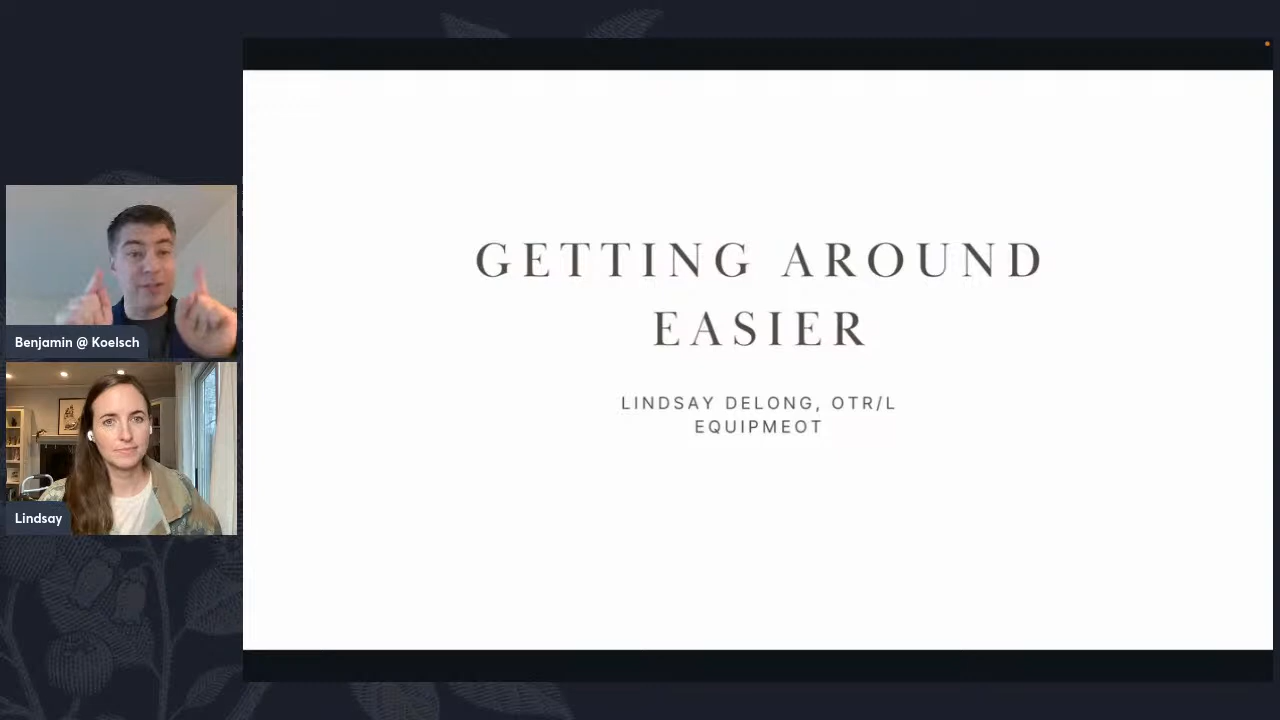 GETTING AROUND
EASIER
LINDSAY DELONG, OTR/L
EQUIPMEOT
Benjamin @ Koelsch
Lindsay